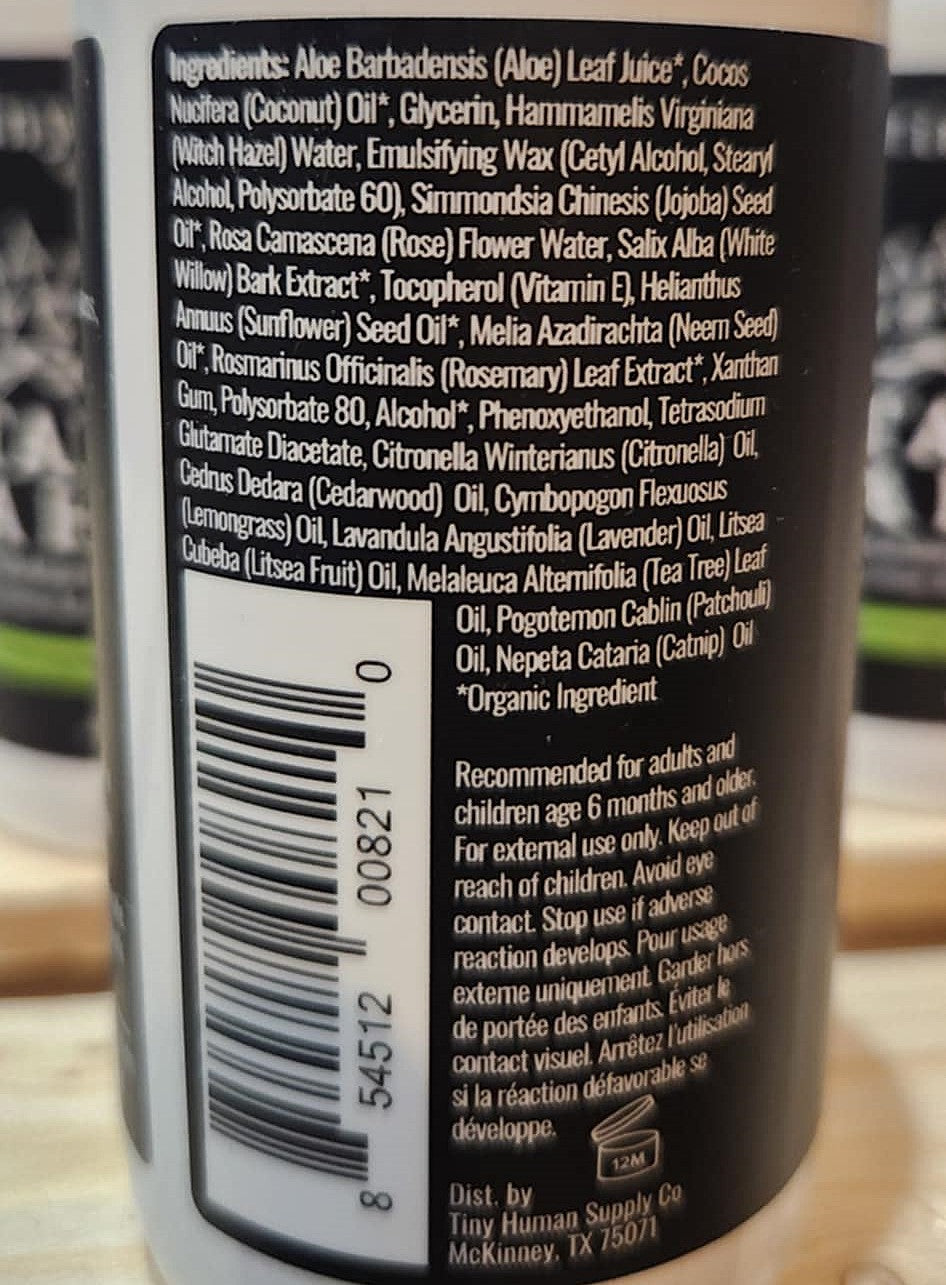 Ingredients: Aloe Barbadensis (Aloe) Leaf Juice*, Cocos
Nucifera (Coconut) Oil*, Glycerin, Hammamelis Virginiana
(Witch Hazel) Water, Emulsifying Wax (Cetyl Alcohol, Stearyl
Alcohol, Polysorbate 60), Simmondsia Chinesis (Jojoba) Seed
Oil*, Rosa Camascena (Rose) Flower Water, Salix Alba (White
Willow) Bark Extract*, Tocopherol (Vitamin E), Helianthus
Annuus (Sunflower) Seed Oil*, Melia Azadirachta (Neem Seed)
Oil*, Rosmarinus Officinalis (Rosemary) Leaf Extract*, Xanthan
Gum, Polysorbate 80, Alcohol*, Phenoxyethanol, Tetrasodium
Glutamate Diacetate, Citronella Winterianus (Citronella) Oil,
Cedrus Dedara (Cedarwood) Oil, Cymbopogon Flexuosus
(Lemongrass) Oil, Lavandula Angustifolia (Lavender) Oil, Litsea
Cubeba (Litsea Fruit) Oil, Melaleuca Alternifolia (Tea Tree) Leaf
Oil, Pogotemon Cablin (Patchouli)
Oil, Nepeta Cataria (Catnip) Oil
*Organic Ingredient
Recommended for adults and
children age 6 months and older.
For external use only. Keep out of
reach of children. Avoid eye
contact. Stop use if adverse
reaction develops. Pour usage
externe uniquement. Garder hors
de portée des enfants. Éviter le
contact visuel. Arrêtez l'utilisation
si la réaction défavorable se
développe.
12M
Dist. by
Tiny Human Supply Co
McKinney, TX 75071
8 54512 00821 0